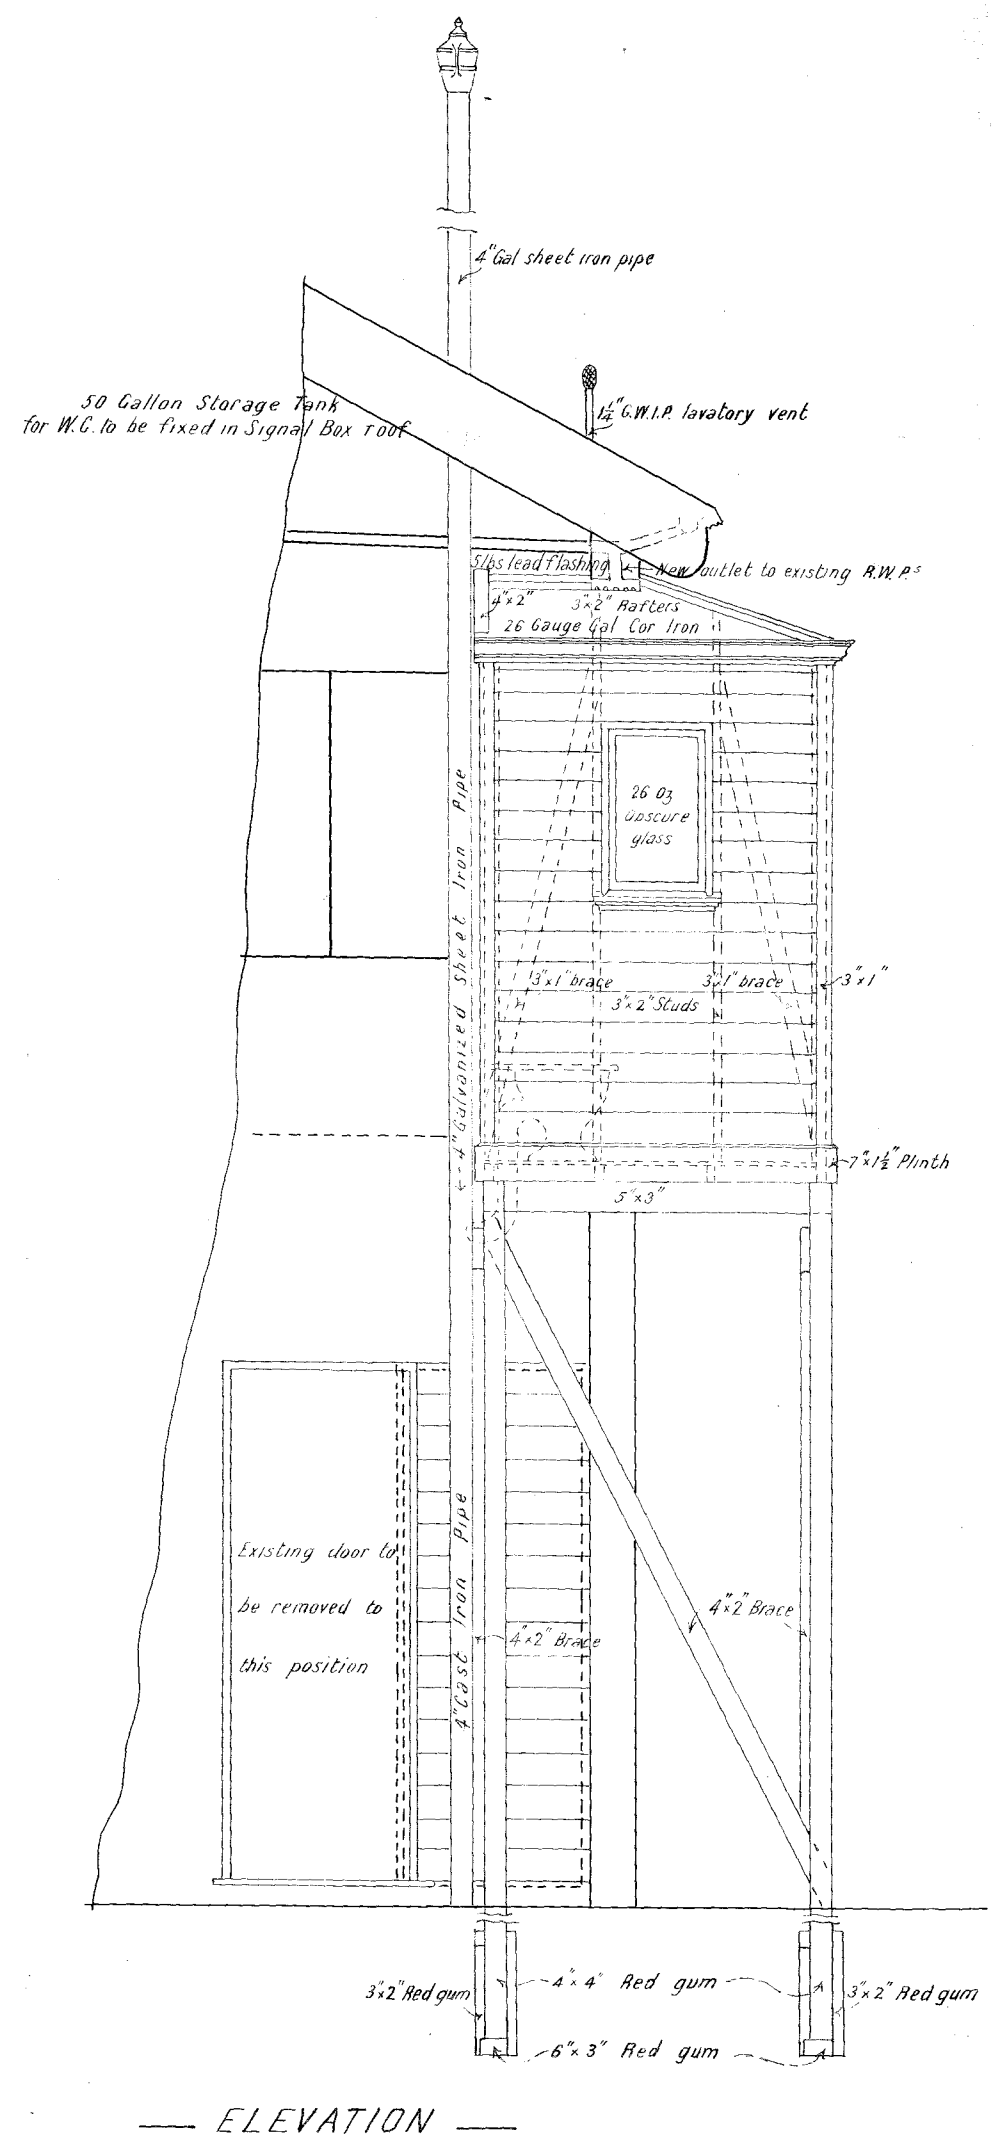 4" Gal sheet iron pipe
50 Gallon Storage Tank
for W.C. to be fixed in Signal Box roof
1¼" G.W.I.P. lavatory vent
5 lbs lead flashing
New outlet to existing R.W.P.s
4"x2"
3"x2" Rafters
26 Gauge Gal Cor Iron
26 Oz
obscure
glass
3"x1" brace
3"x1" brace
3"x1"
3"x2" Studs
4" Galvanized Sheet Iron Pipe
7"x1½" Plinth
5"x3"
Existing door to
be removed to
this position
4" Cast Iron Pipe
4"x2" Brace
4"x2" Brace
3"x2" Red gum
4"x4" Red gum
3"x2" Red gum
6"x3" Red gum
ELEVATION